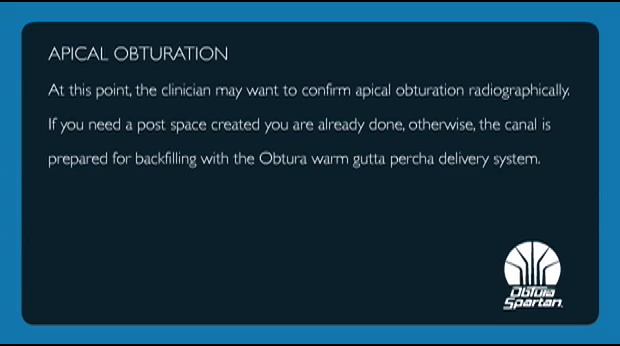 APICAL OBTURATION
At this point, the clinician may want to confirm apical obturation radiographically.
If you need a post space created you are already done, otherwise, the canal is
prepared for backfilling with the Obtura warm gutta percha delivery system.
Obtura
Spartan.